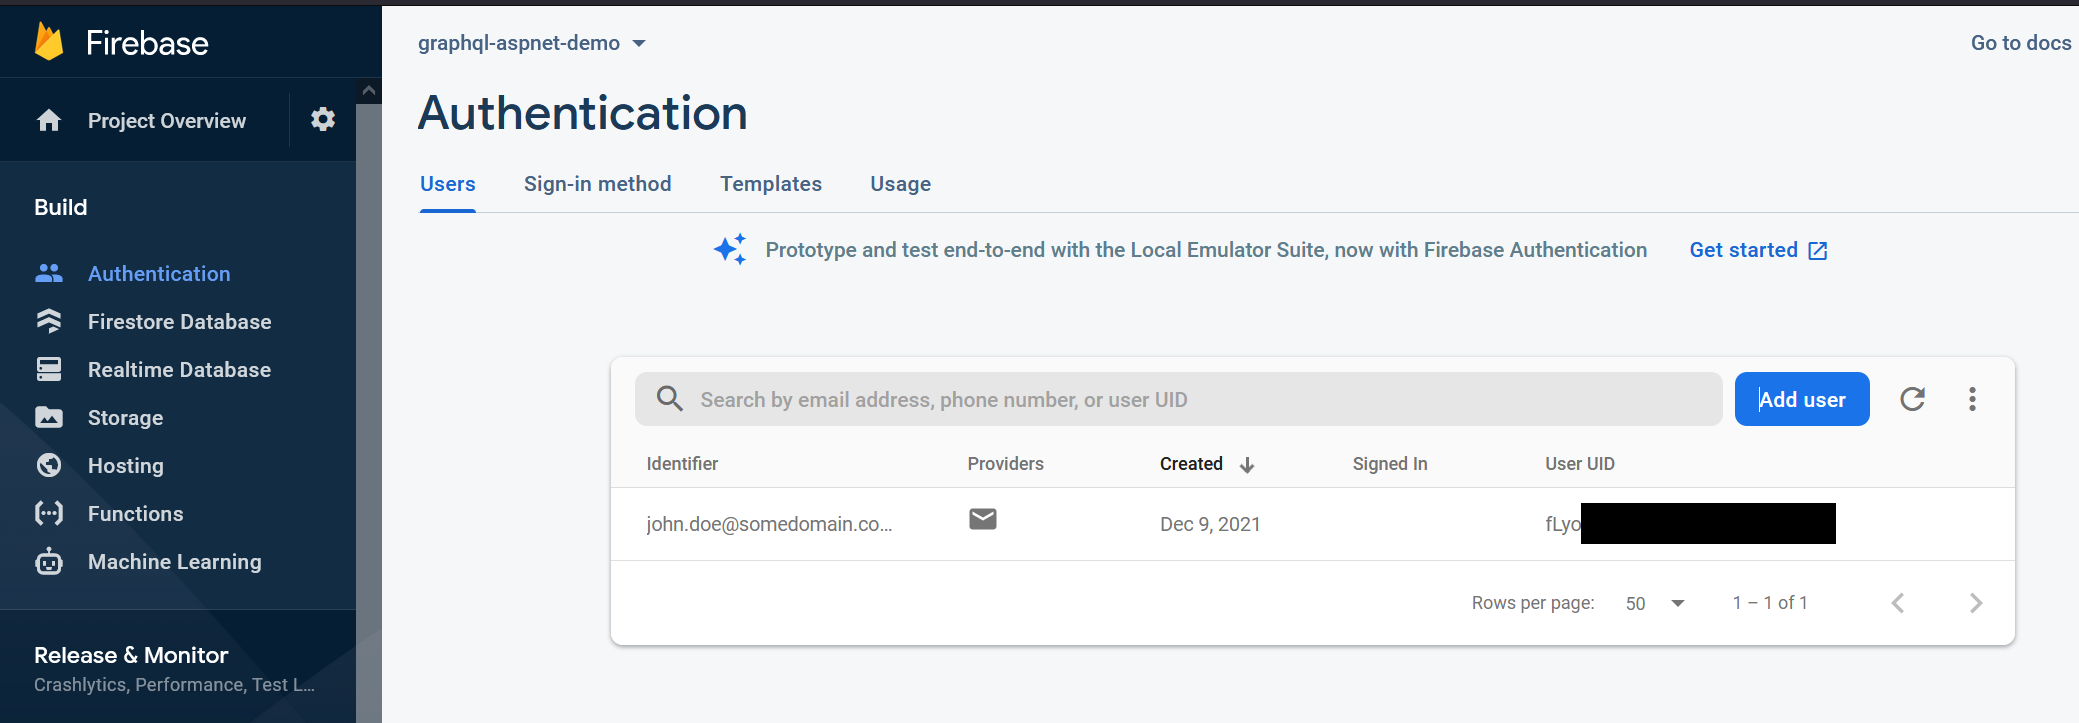 Firebase
Project Overview
Build
Authentication
Firestore Database
Realtime Database
Storage
Hosting
Functions
Machine Learning
Release & Monitor
Crashlytics, Performance, Test L...
graphql-aspnet-demo
Go to docs
Authentication
Users Sign-in method Templates Usage
Prototype and test end-to-end with the Local Emulator Suite, now with Firebase Authentication Get started
Search by email address, phone number, or user UID Add user
Identifier Providers Created Signed In User UID
john.doe@somedomain.co... Dec 9, 2021 fLyo
Rows per page: 50 1 – 1 of 1